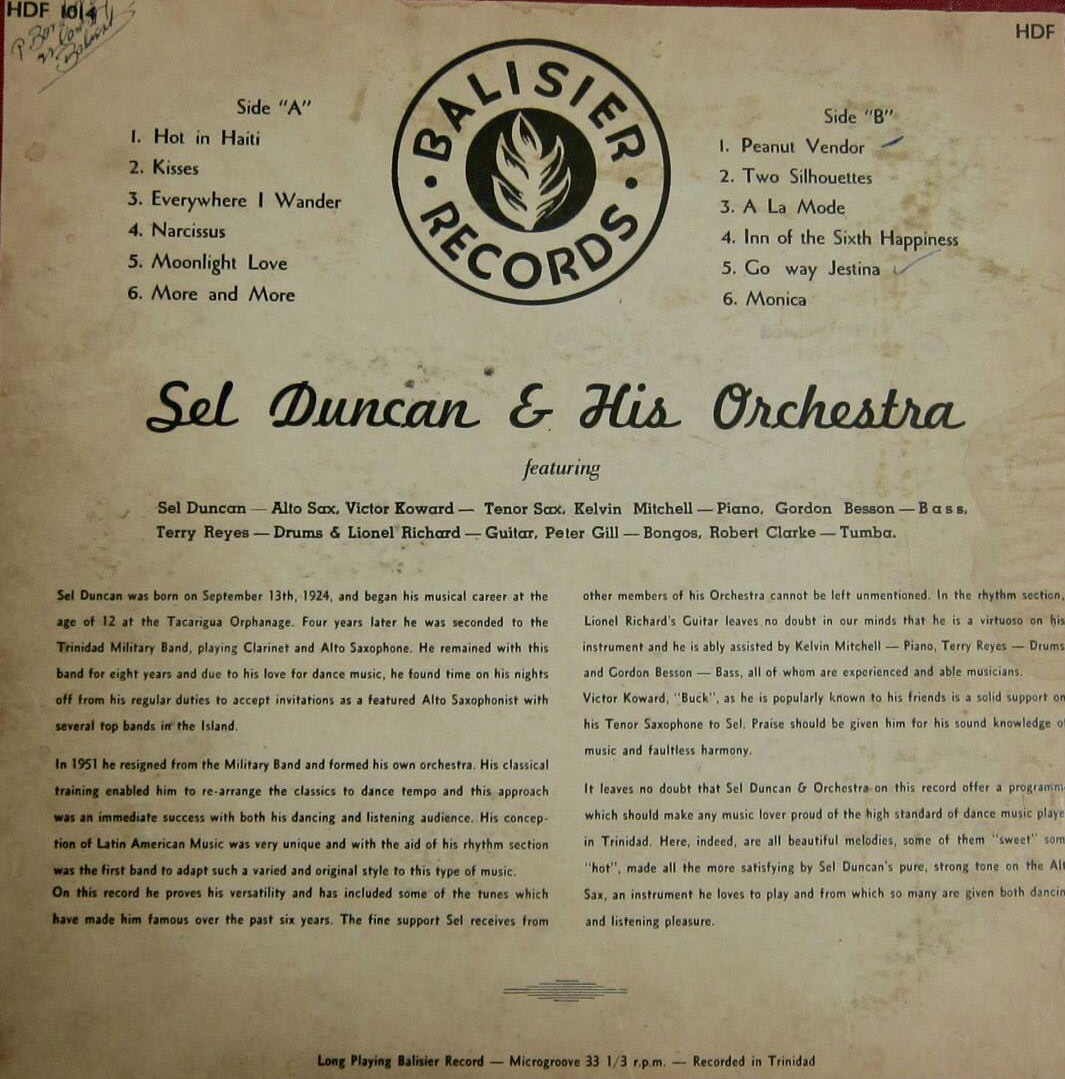 HDF 1014
HDF
BALISIER
RECORDS
Side "A"
1. Hot in Haiti
2. Kisses
3. Everywhere I Wander
4. Narcissus
5. Moonlight Love
6. More and More
Side "B"
1. Peanut Vendor
2. Two Silhouettes
3. A La Mode
4. Inn of the Sixth Happiness
5. Go way Jestina
6. Monica
Sel Duncan & His Orchestra
featuring
Sel Duncan — Alto Sax, Victor Koward — Tenor Sax, Kelvin Mitchell — Piano, Gordon Besson — Bass,
Terry Reyes — Drums & Lionel Richard — Guitar, Peter Gill — Bongos, Robert Clarke — Tumba.
Sel Duncan was born on September 13th, 1924, and began his musical career at the
age of 12 at the Tacarigua Orphanage. Four years later he was seconded to the
Trinidad Military Band, playing Clarinet and Alto Saxophone. He remained with this
band for eight years and due to his love for dance music, he found time on his nights
off from his regular duties to accept invitations as a featured Alto Saxophonist with
several top bands in the Island.
In 1951 he resigned from the Military Band and formed his own orchestra. His classical
training enabled him to re-arrange the classics to dance tempo and this approach
was an immediate success with both his dancing and listening audience. His concep-
tion of Latin American Music was very unique and with the aid of his rhythm section
was the first band to adapt such a varied and original style to this type of music.
On this record he proves his versatility and has included some of the tunes which
have made him famous over the past six years. The fine support Sel receives from
other members of his Orchestra cannot be left unmentioned. In the rhythm section,
Lionel Richard's Guitar leaves no doubt in our minds that he is a virtuoso on his
instrument and he is ably assisted by Kelvin Mitchell — Piano, Terry Reyes — Drums
and Gordon Besson — Bass, all of whom are experienced and able musicians.
Victor Koward, "Buck", as he is popularly known to his friends is a solid support on
his Tenor Saxophone to Sel. Praise should be given him for his sound knowledge o
music and faultless harmony.
It leaves no doubt that Sel Duncan & Orchestra on this record offer a programm
which should make any music lover proud of the high standard of dance music playe
in Trinidad. Here, indeed, are all beautiful melodies, some of them "sweet" som
"hot", made all the more satisfying by Sel Duncan's pure, strong tone on the Alt
Sax, an instrument he loves to play and from which so many are given both dancin
and listening pleasure.
Long Playing Balisier Record — Microgroove 33 1/3 r.p.m. — Recorded in Trinidad